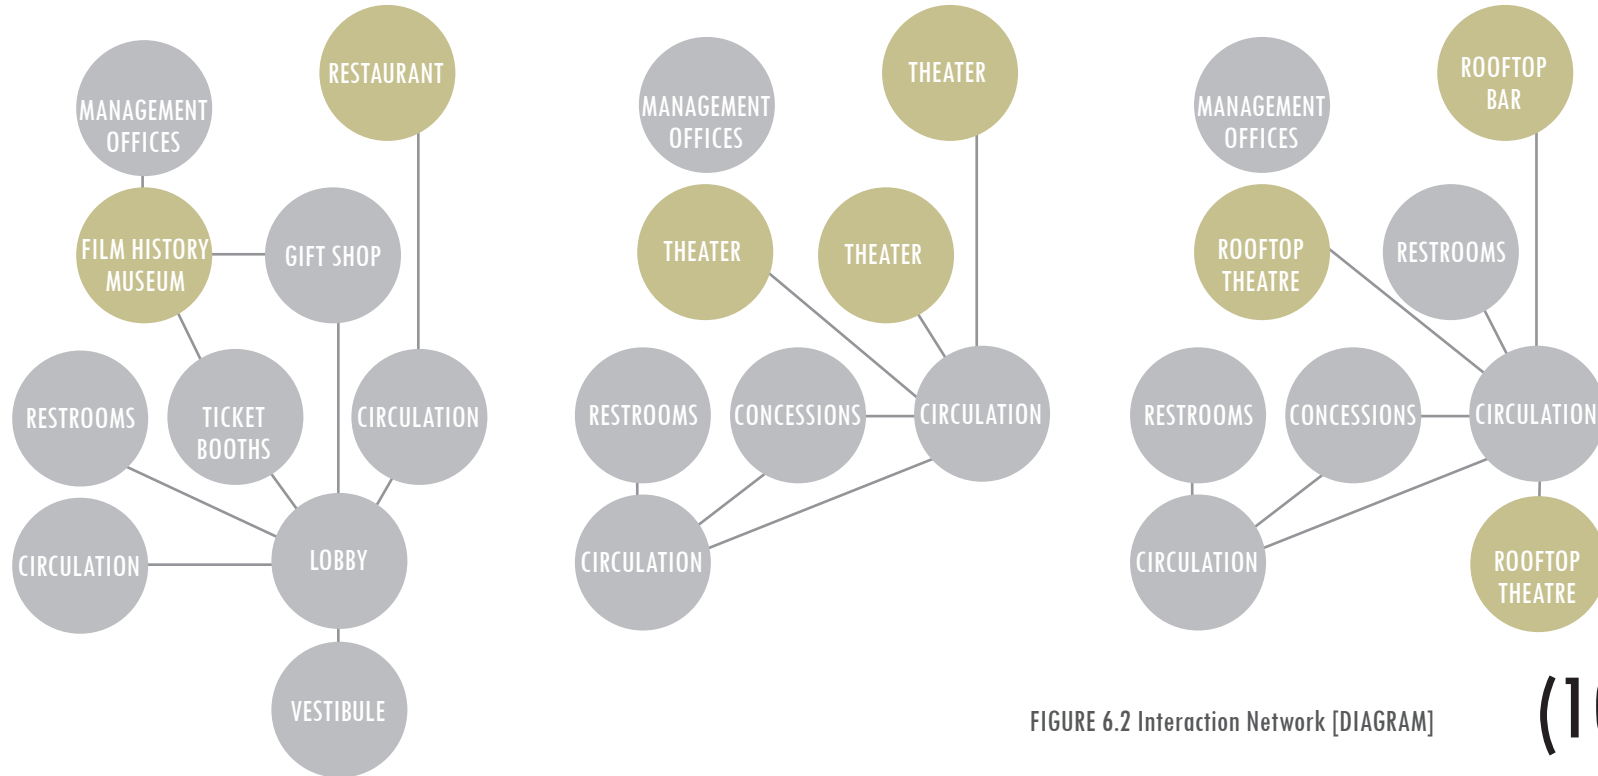 MANAGEMENT
OFFICES
RESTAURANT
FILM HISTORY
MUSEUM
GIFT SHOP
RESTROOMS
TICKET
BOOTHS
CIRCULATION
CIRCULATION
LOBBY
VESTIBULE
MANAGEMENT
OFFICES
THEATER
THEATER
THEATER
RESTROOMS
CONCESSIONS
CIRCULATION
CIRCULATION
MANAGEMENT
OFFICES
ROOFTOP
BAR
ROOFTOP
THEATRE
RESTROOMS
RESTROOMS
CONCESSIONS
CIRCULATION
CIRCULATION
ROOFTOP
THEATRE
FIGURE 6.2 Interaction Network [DIAGRAM]